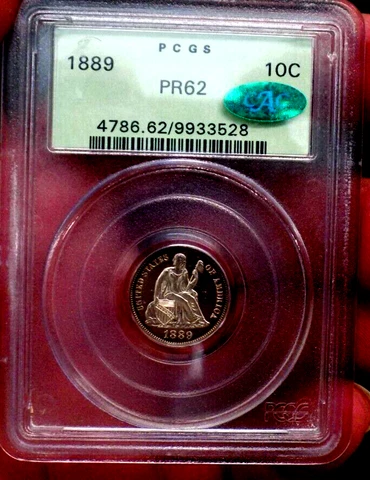 PCGS
1889 10C
PR62
CAC
4786.62/9933528
UNITED STATES OF AMERICA
1889
PCGS